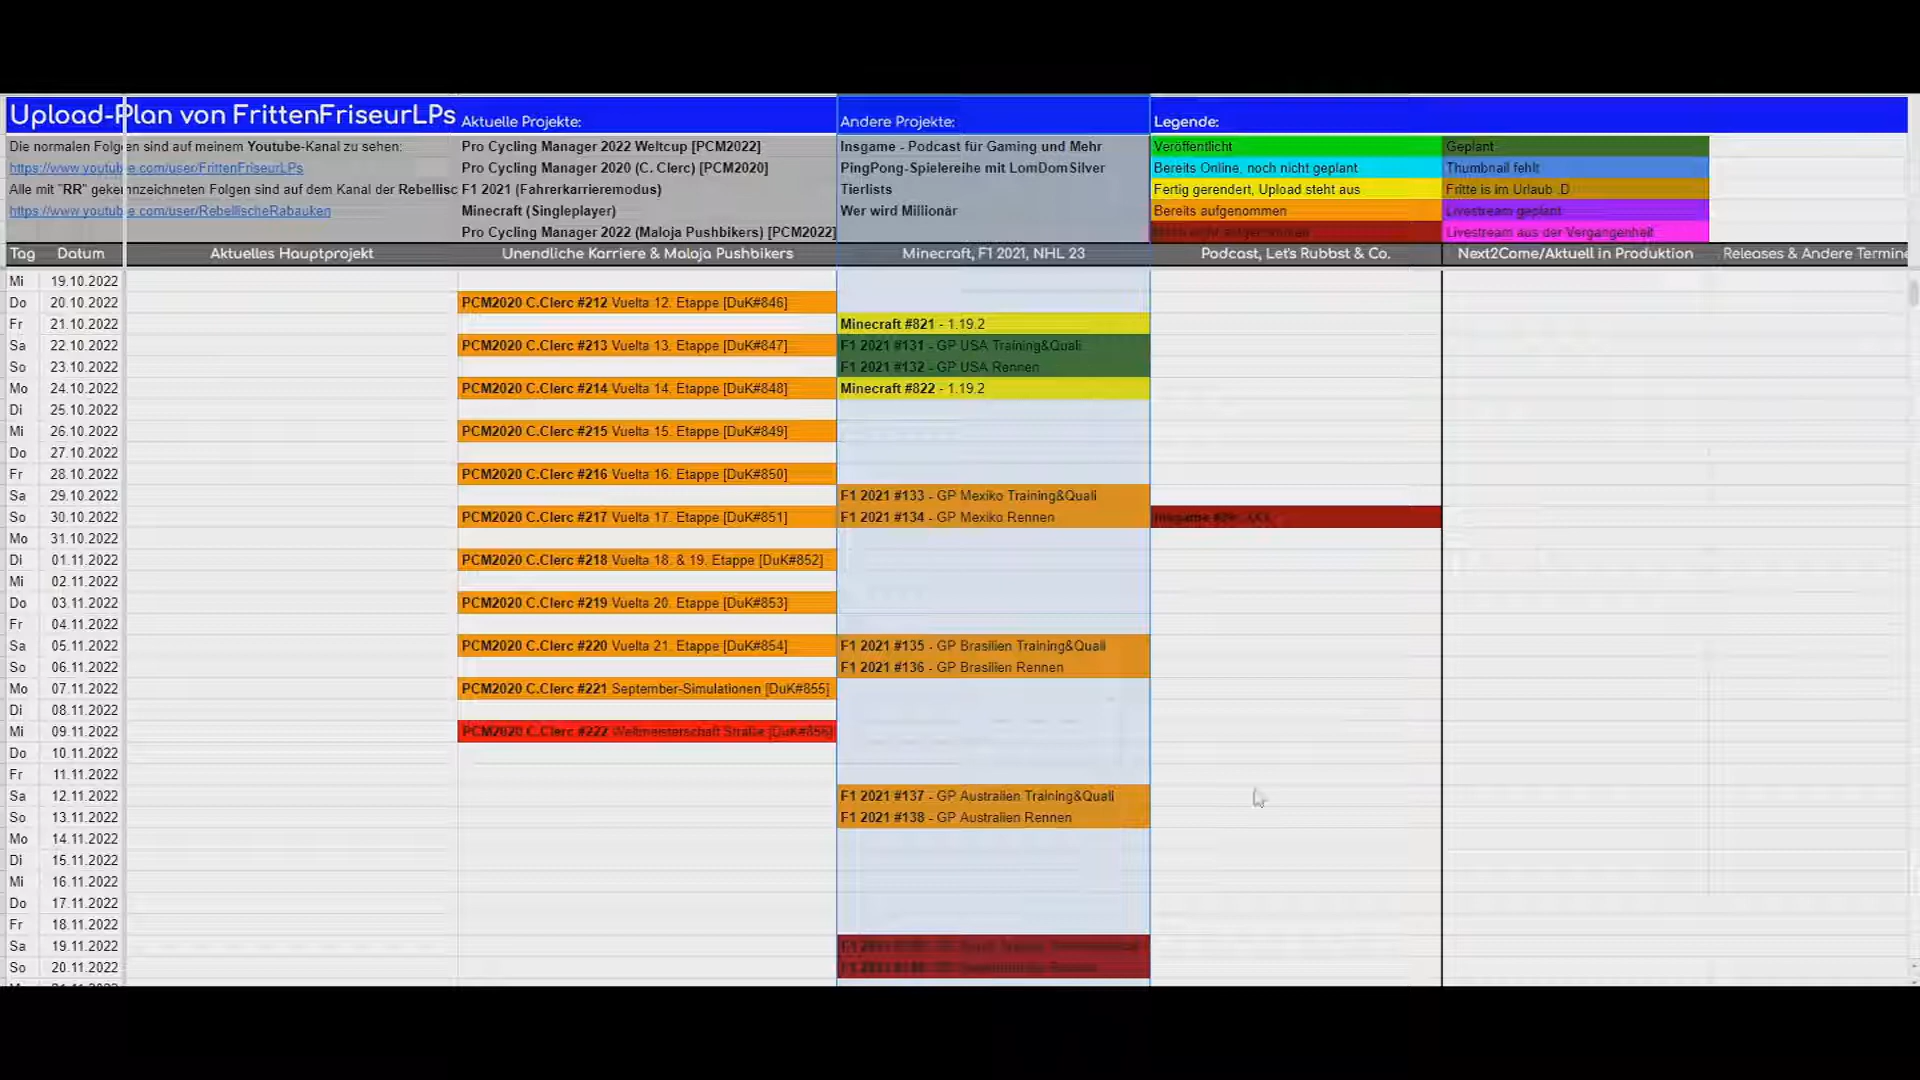 Upload-Plan von FrittenFriseurLPs Aktuelle Projekte: Andere Projekte: Legende:
Die normalen Folgen sind auf meinem Youtube-Kanal zu sehen: Pro Cycling Manager 2022 Weltcup [PCM2022] Insgame - Podcast für Gaming und Mehr Veröffentlicht Geplant
https://www.youtube.com/user/FrittenFriseurLPs Pro Cycling Manager 2020 (C. Clerc) [PCM2020] PingPong-Spielereihe mit LomDomSilver Bereits Online, noch nicht geplant Thumbnail fehlt
Alle mit "RR" gekennzeichneten Folgen sind auf dem Kanal der Rebellisc F1 2021 (Fahrerkarrieremodus) Tierlists Fertig gerendert, Upload steht aus Fritte is im Urlaub :D
https://www.youtube.com/user/RebellischeRabauken Minecraft (Singleplayer) Wer wird Millionär Bereits aufgenommen Livestream geplant
Pro Cycling Manager 2022 (Maloja Pushbikers) [PCM2022] Livestream aus der Vergangenheit
Tag Datum Aktuelles Hauptprojekt Unendliche Karriere & Maloja Pushbikers Minecraft, F1 2021, NHL 23 Podcast, Let's Rubbst & Co. Next2Come/Aktuell in Produktion Releases & Andere Termine
Mi 19.10.2022
Do 20.10.2022 PCM2020 C.Clerc #212 Vuelta 12. Etappe [DuK#846]
Fr 21.10.2022 Minecraft #821 - 1.19.2
Sa 22.10.2022 PCM2020 C.Clerc #213 Vuelta 13. Etappe [DuK#847] F1 2021 #131 - GP USA Training&Quali
So 23.10.2022 F1 2021 #132 - GP USA Rennen
Mo 24.10.2022 PCM2020 C.Clerc #214 Vuelta 14. Etappe [DuK#848] Minecraft #822 - 1.19.2
Di 25.10.2022
Mi 26.10.2022 PCM2020 C.Clerc #215 Vuelta 15. Etappe [DuK#849]
Do 27.10.2022
Fr 28.10.2022 PCM2020 C.Clerc #216 Vuelta 16. Etappe [DuK#850]
Sa 29.10.2022 F1 2021 #133 - GP Mexiko Training&Quali
So 30.10.2022 PCM2020 C.Clerc #217 Vuelta 17. Etappe [DuK#851] F1 2021 #134 - GP Mexiko Rennen Insgame
Mo 31.10.2022
Di 01.11.2022 PCM2020 C.Clerc #218 Vuelta 18. & 19. Etappe [DuK#852]
Mi 02.11.2022
Do 03.11.2022 PCM2020 C.Clerc #219 Vuelta 20. Etappe [DuK#853]
Fr 04.11.2022
Sa 05.11.2022 PCM2020 C.Clerc #220 Vuelta 21. Etappe [DuK#854] F1 2021 #135 - GP Brasilien Training&Quali
So 06.11.2022 F1 2021 #136 - GP Brasilien Rennen
Mo 07.11.2022 PCM2020 C.Clerc #221 September-Simulationen [DuK#855]
Di 08.11.2022
Mi 09.11.2022 PCM2020 C.Clerc #222 Weltmeisterschaft Straße [DuK#856]
Do 10.11.2022
Fr 11.11.2022
Sa 12.11.2022 F1 2021 #137 - GP Australien Training&Quali
So 13.11.2022 F1 2021 #138 - GP Australien Rennen
Mo 14.11.2022
Di 15.11.2022
Mi 16.11.2022
Do 17.11.2022
Fr 18.11.2022
Sa 19.11.2022
So 20.11.2022